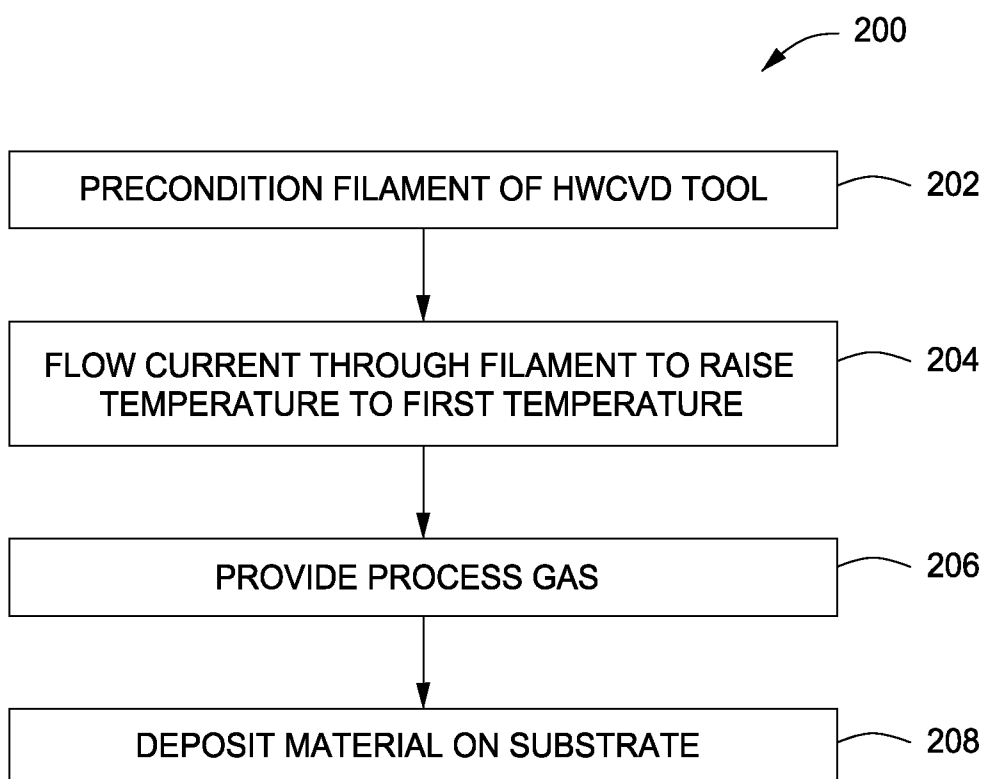 200
PRECONDITION FILAMENT OF HWCVD TOOL
202
FLOW CURRENT THROUGH FILAMENT TO RAISE
TEMPERATURE TO FIRST TEMPERATURE
204
PROVIDE PROCESS GAS
206
DEPOSIT MATERIAL ON SUBSTRATE
208